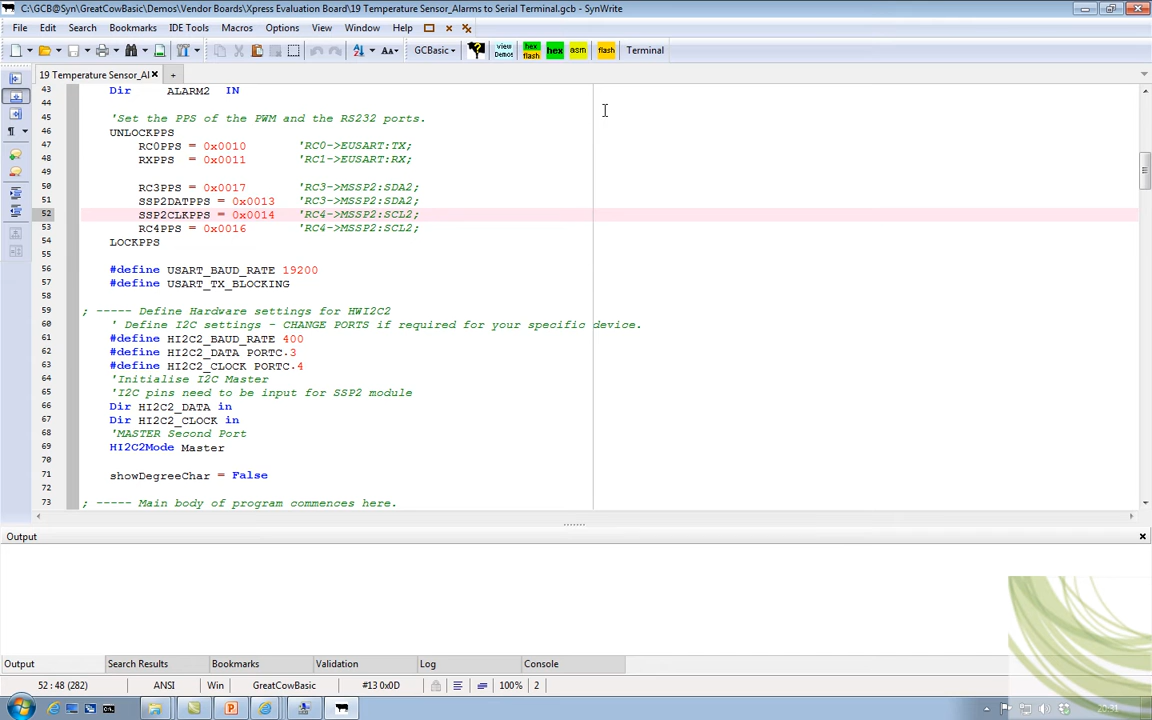 C:\GCB@Syn\GreatCowBasic\Demos\Vendor Boards\Xpress Evaluation Board\19 Temperature Sensor_Alarms to Serial Terminal.gcb - SynWrite
File Edit Search Bookmarks IDE Tools Macros Options View Window Help
GCBasic view Demos hex flash hex asm flash Terminal
19 Temperature Sensor_Al
43 Dir ALARM2 IN
44
45 'Set the PPS of the PWM and the RS232 ports.
46 UNLOCKPPS
47 RC0PPS = 0x0010 'RC0->EUSART:TX;
48 RXPPS = 0x0011 'RC1->EUSART:RX;
49
50 RC3PPS = 0x0017 'RC3->MSSP2:SDA2;
51 SSP2DATPPS = 0x0013 'RC3->MSSP2:SDA2;
52 SSP2CLKPPS = 0x0014 'RC4->MSSP2:SCL2;
53 RC4PPS = 0x0016 'RC4->MSSP2:SCL2;
54 LOCKPPS
55
56 #define USART_BAUD_RATE 19200
57 #define USART_TX_BLOCKING
58
59 ; ----- Define Hardware settings for HWI2C2
60 ' Define I2C settings - CHANGE PORTS if required for your specific device.
61 #define HI2C2_BAUD_RATE 400
62 #define HI2C2_DATA PORTC.3
63 #define HI2C2_CLOCK PORTC.4
64 'Initialise I2C Master
65 'I2C pins need to be input for SSP2 module
66 Dir HI2C2_DATA in
67 Dir HI2C2_CLOCK in
68 'MASTER Second Port
69 HI2C2Mode Master
70
71 showDegreeChar = False
72
73 ; ----- Main body of program commences here.
Output
Output Search Results Bookmarks Validation Log Console
52 : 48 (282) ANSI Win GreatCowBasic #13 0x0D 100% 2
20:31